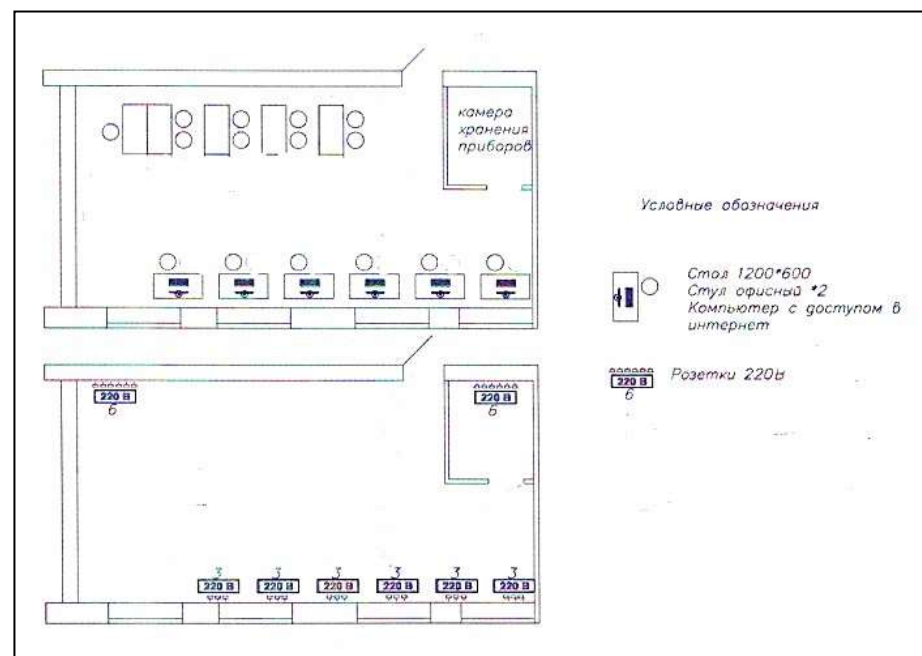 камера
хранения
приборов
Условные обозначения
Стол 1200*600
Стул офисный *2
Компьютер с доступом в
интернет
220 В
6
220 В
6
220 В
6
Розетки 220В
3
3
3
3
3
3
220 В
220 В
220 В
220 В
220 В
220 В